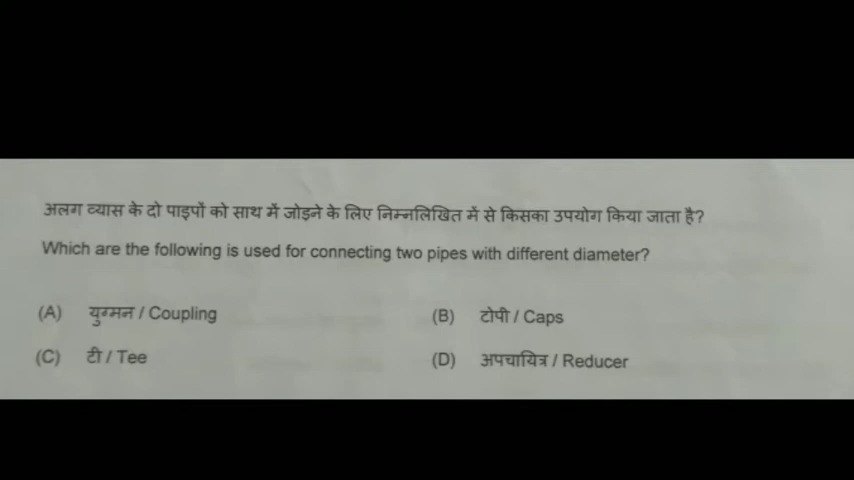 अलग व्यास के दो पाइपों को साथ में जोड़ने के लिए निम्नलिखित में से किसका उपयोग किया जाता है?
Which are the following is used for connecting two pipes with different diameter?
(A) युग्मन / Coupling (B) टोपी / Caps
(C) टी / Tee (D) अपचायित्र / Reducer